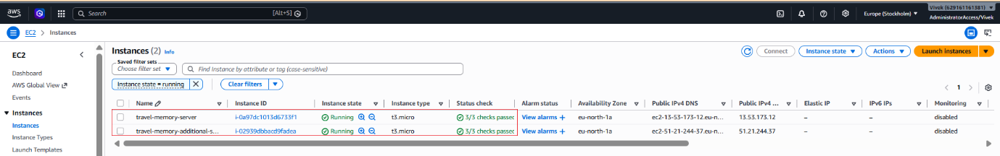 aws Search [Alt+S] Europe (Stockholm) Vivek (629161161381)
AdministratorAccess/Vivek
EC2 > Instances
EC2
Dashboard
AWS Global View
Events
Instances
Instances
Instance Types
Launch Templates
Instances (2) Info Connect Instance state Actions Launch instances
Saved filter sets
Choose filter set Find Instance by attribute or tag (case-sensitive)
Instance state = running Clear filters
1
Name Instance ID Instance state Instance type Status check Alarm status Availability Zone Public IPv4 DNS Public IPv4 ... Elastic IP IPv6 IPs Monitoring
travel-memory-server i-0a97dc1013d6733f1 Running t3.micro 3/3 checks passed View alarms + eu-north-1a ec2-13-53-173-12.eu-n... 13.53.173.12 – – disabled
travel-memory-additional-s... i-02939dbbacd9fadea Running t3.micro 3/3 checks passed View alarms + eu-north-1a ec2-51-21-244-37.eu-n... 51.21.244.37 – – disabled